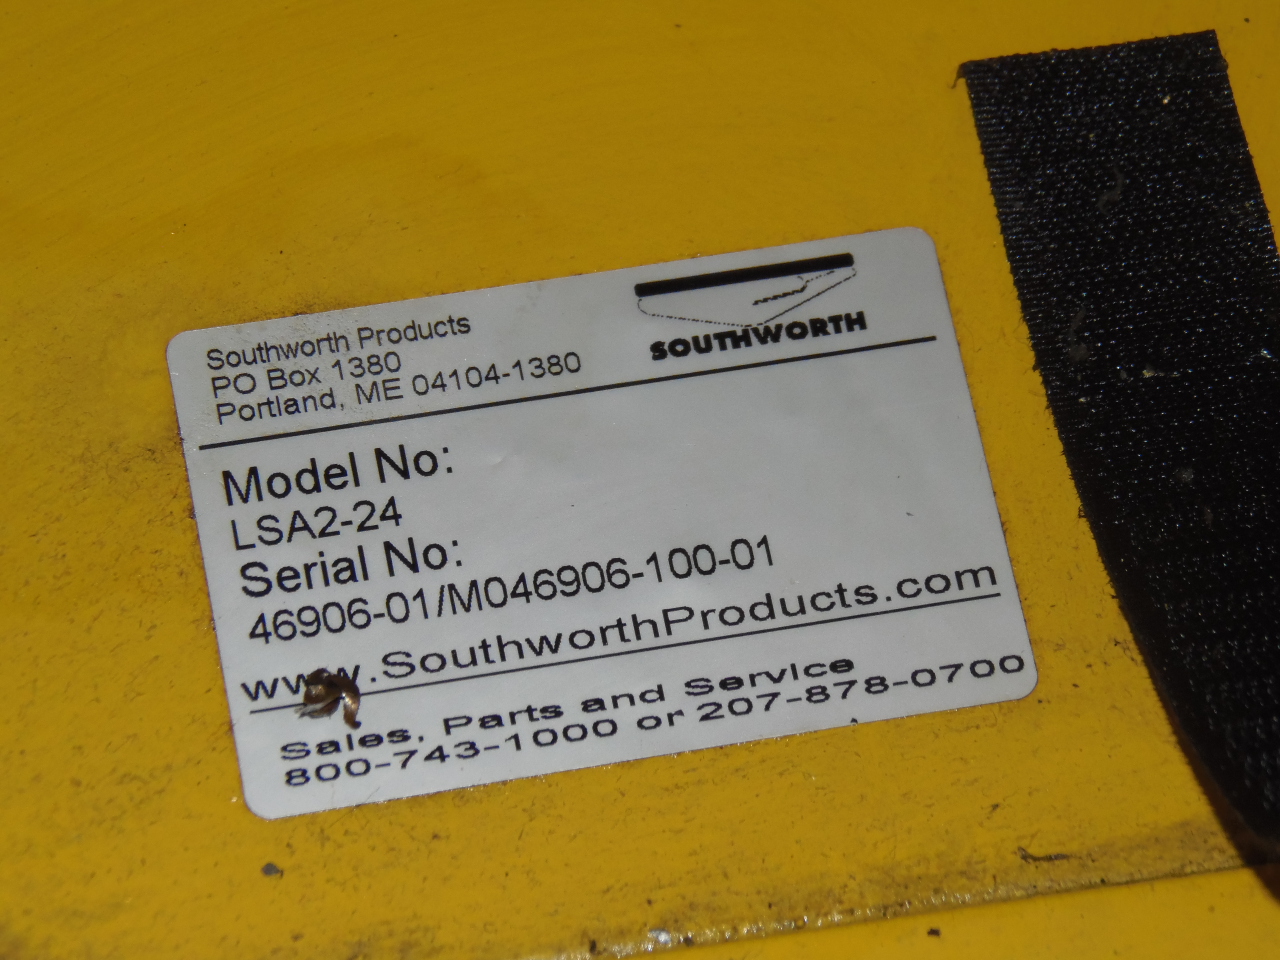 Southworth Products
PO Box 1380
Portland, ME 04104-1380
SOUTHWORTH
Model No:
LSA2-24
Serial No:
46906-01/M046906-100-01
www.SouthworthProducts.com
Sales, Parts and Service
800-743-1000 or 207-878-0700